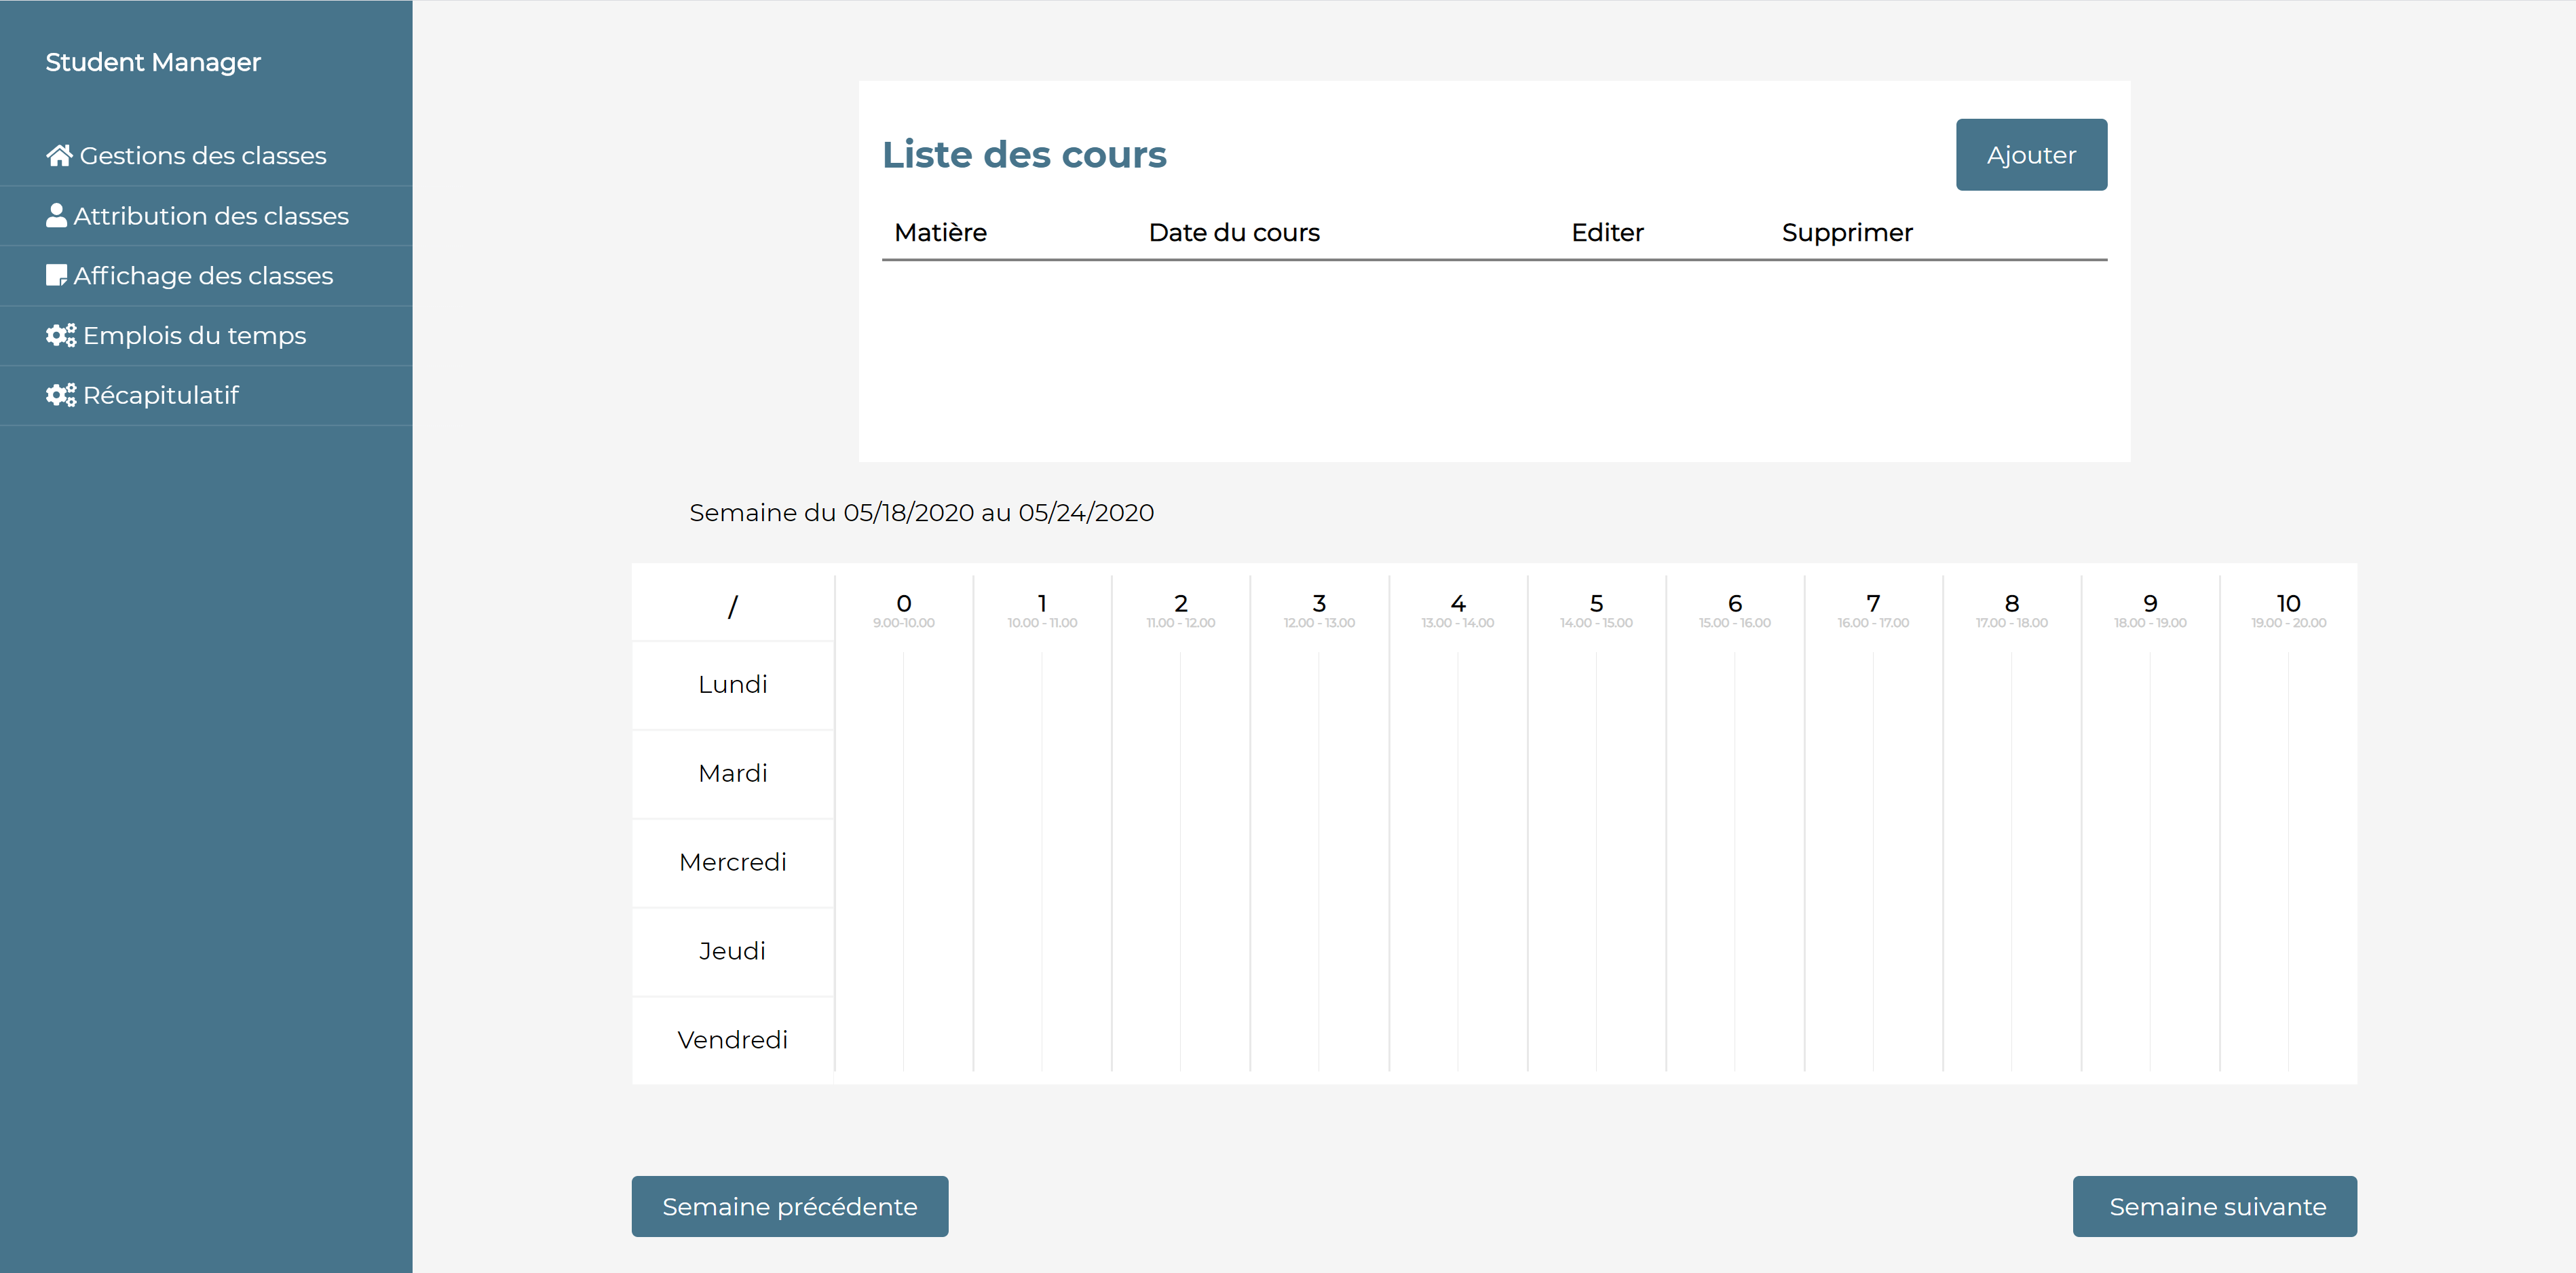 Student Manager
Gestions des classes
Attribution des classes
Affichage des classes
Emplois du temps
Récapitulatif
Liste des cours
Ajouter
Matière Date du cours Editer Supprimer
Semaine du 05/18/2020 au 05/24/2020
/ 0 1 2 3 4 5 6 7 8 9 10
9.00-10.00 10.00 - 11.00 11.00 - 12.00 12.00 - 13.00 13.00 - 14.00 14.00 - 15.00 15.00 - 16.00 16.00 - 17.00 17.00 - 18.00 18.00 - 19.00 19.00 - 20.00
Lundi
Mardi
Mercredi
Jeudi
Vendredi
Semaine précédente Semaine suivante